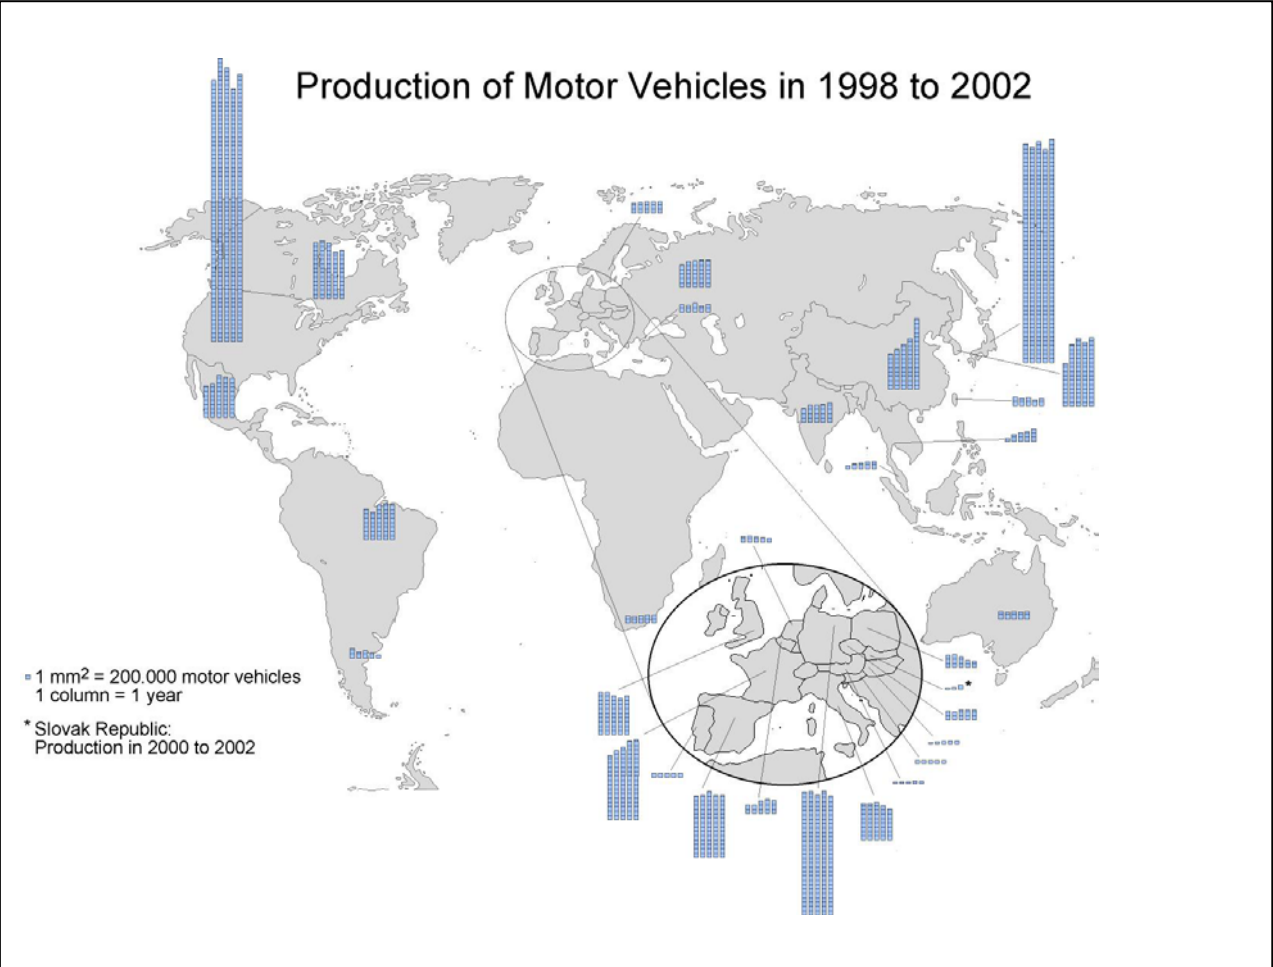 Production of Motor Vehicles in 1998 to 2002
1 mm² = 200.000 motor vehicles
1 column = 1 year
* Slovak Republic:
Production in 2000 to 2002
*